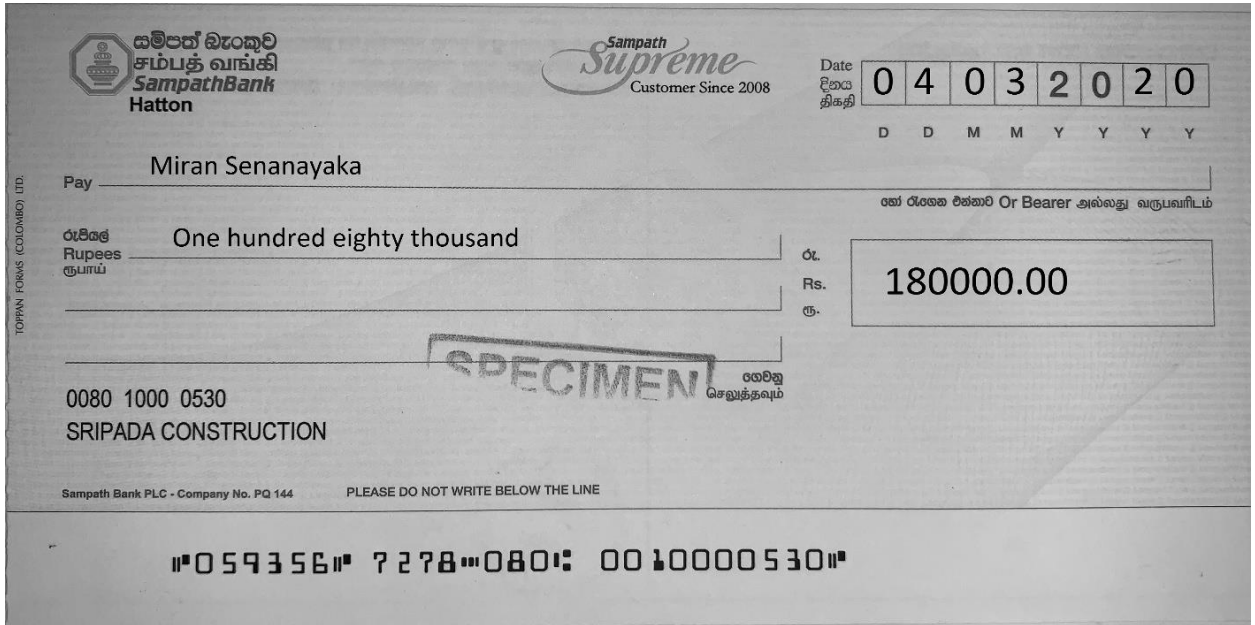 සම්පත් බැංකුව
சம்பத் வங்கி
SampathBank
Hatton
Sampath
Supreme
Customer Since 2008
Date
දිනය
திகதி
0 4 0 3 2 0 2 0
D D M M Y Y Y Y
Pay Miran Senanayaka
හෝ රැගෙන එන්නාට Or Bearer அல்லது வருபவரிடம்
රුපියල්
Rupees One hundred eighty thousand
ரூபாய்
රු.
Rs. 180000.00
ரூ.
SPECIMEN
ගෙවනු
செலுத்தவும்
0080 1000 0530
SRIPADA CONSTRUCTION
Sampath Bank PLC - Company No. PQ 144 PLEASE DO NOT WRITE BELOW THE LINE
⑈059356⑈ 7278⑉080⑆ 0010000530⑈
TOPPAN FORMS (COLOMBO) LTD.